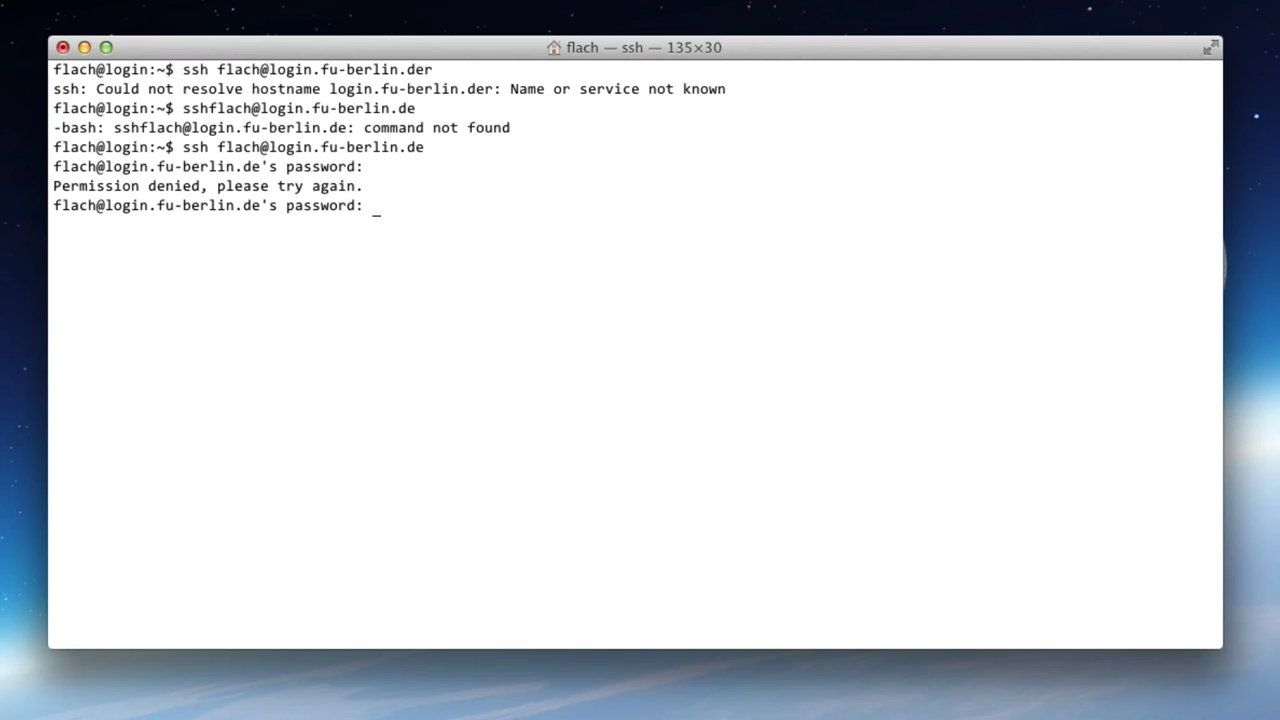 flach — ssh — 135×30
flach@login:~$ ssh flach@login.fu-berlin.der
ssh: Could not resolve hostname login.fu-berlin.der: Name or service not known
flach@login:~$ sshflach@login.fu-berlin.de
-bash: sshflach@login.fu-berlin.de: command not found
flach@login:~$ ssh flach@login.fu-berlin.de
flach@login.fu-berlin.de's password:
Permission denied, please try again.
flach@login.fu-berlin.de's password: _